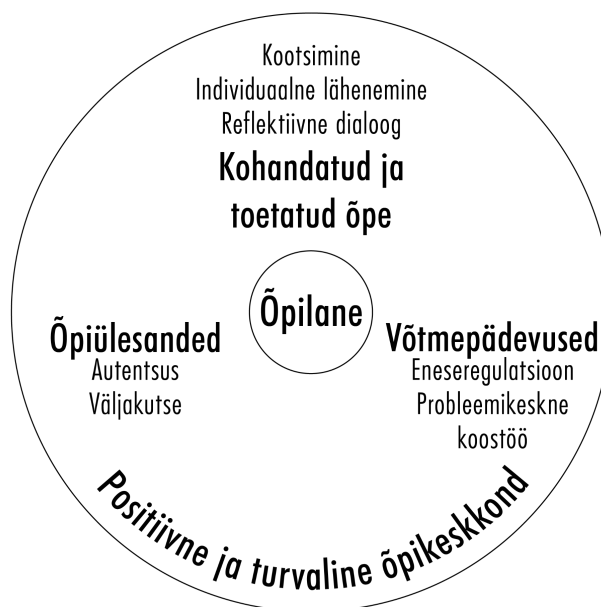 Kootsimine
Individuaalne lähenemine
Reflektiivne dialoog
Kohandatud ja
toetatud õpe
Õpilane
Õpiülesanded
Autentsus
Väljakutse
Võtmepädevused
Eneseregulatsioon
Probleemikeskne
koostöö
Positiivne ja turvaline õpikeskkond